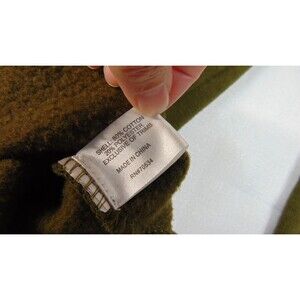 SHELL: 80% COTTON
20% POLYESTER
EXCLUSIVE OF TRIMS
MADE IN CHINA